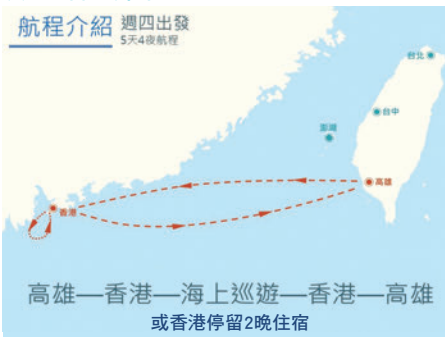 航程介紹
週四出發
5天4夜航程
台北
台中
澎湖
高雄
香港
高雄—香港—海上巡遊—香港—高雄
或香港停留2晚住宿